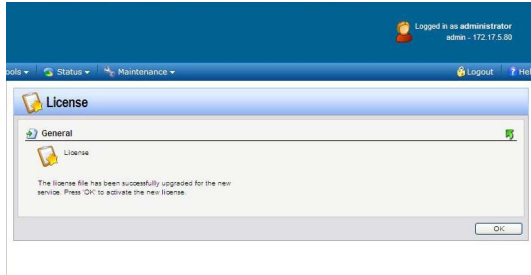 Logged in as administrator
admin - 172.17.5.80
ools Status Maintenance Logout Hel
License
General
License
The license file has been successfully upgraded for the new
service. Press 'OK' to activate the new license.
OK